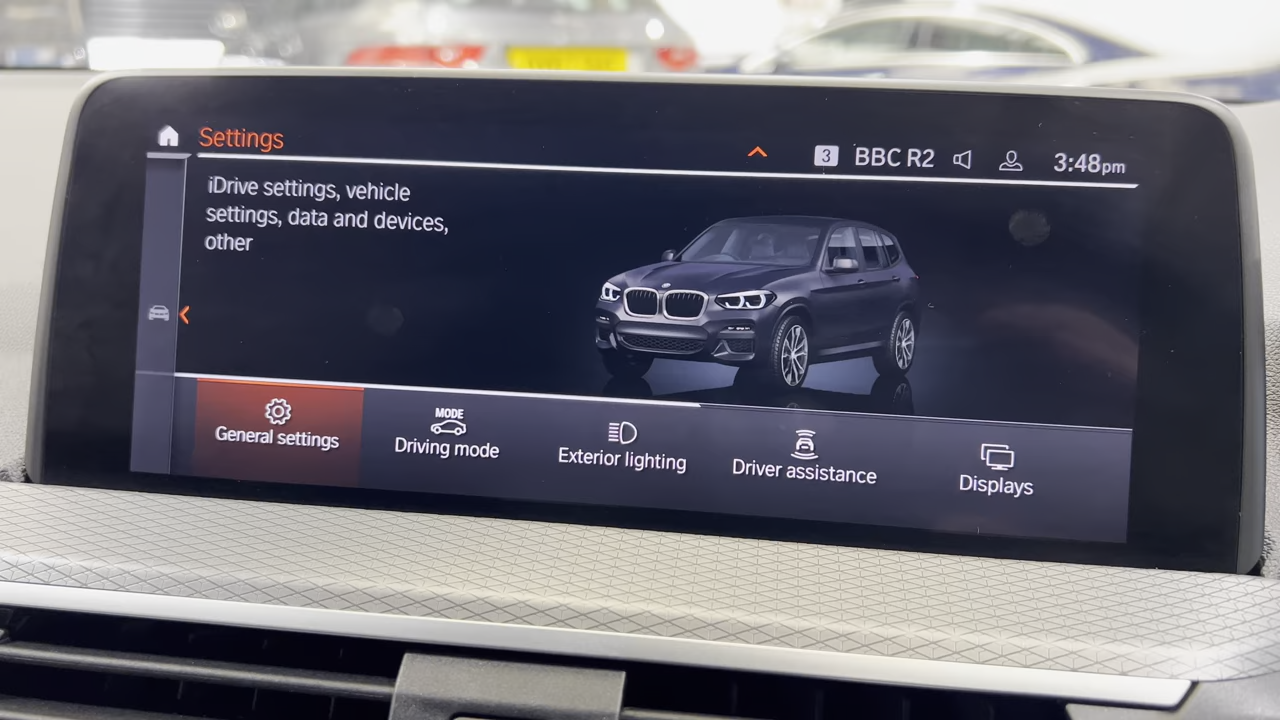 Settings
3 BBC R2 3:48pm
iDrive settings, vehicle
settings, data and devices,
other
General settings
MODE
Driving mode
Exterior lighting
Driver assistance
Displays